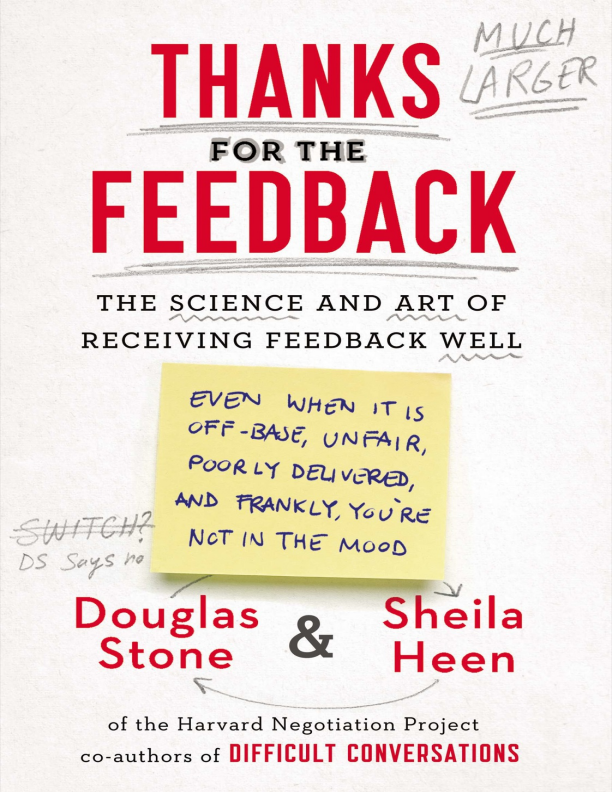 MUCH
LARGER
THANKS
FOR THE
FEEDBACK
THE SCIENCE AND ART OF
RECEIVING FEEDBACK WELL
EVEN WHEN IT IS
OFF-BASE, UNFAIR,
POORLY DELIVERED,
AND FRANKLY, YOU'RE
NOT IN THE MOOD
SWITCH?
DS Says no
Douglas
Stone
&
Sheila
Heen
of the Harvard Negotiation Project
co-authors of DIFFICULT CONVERSATIONS